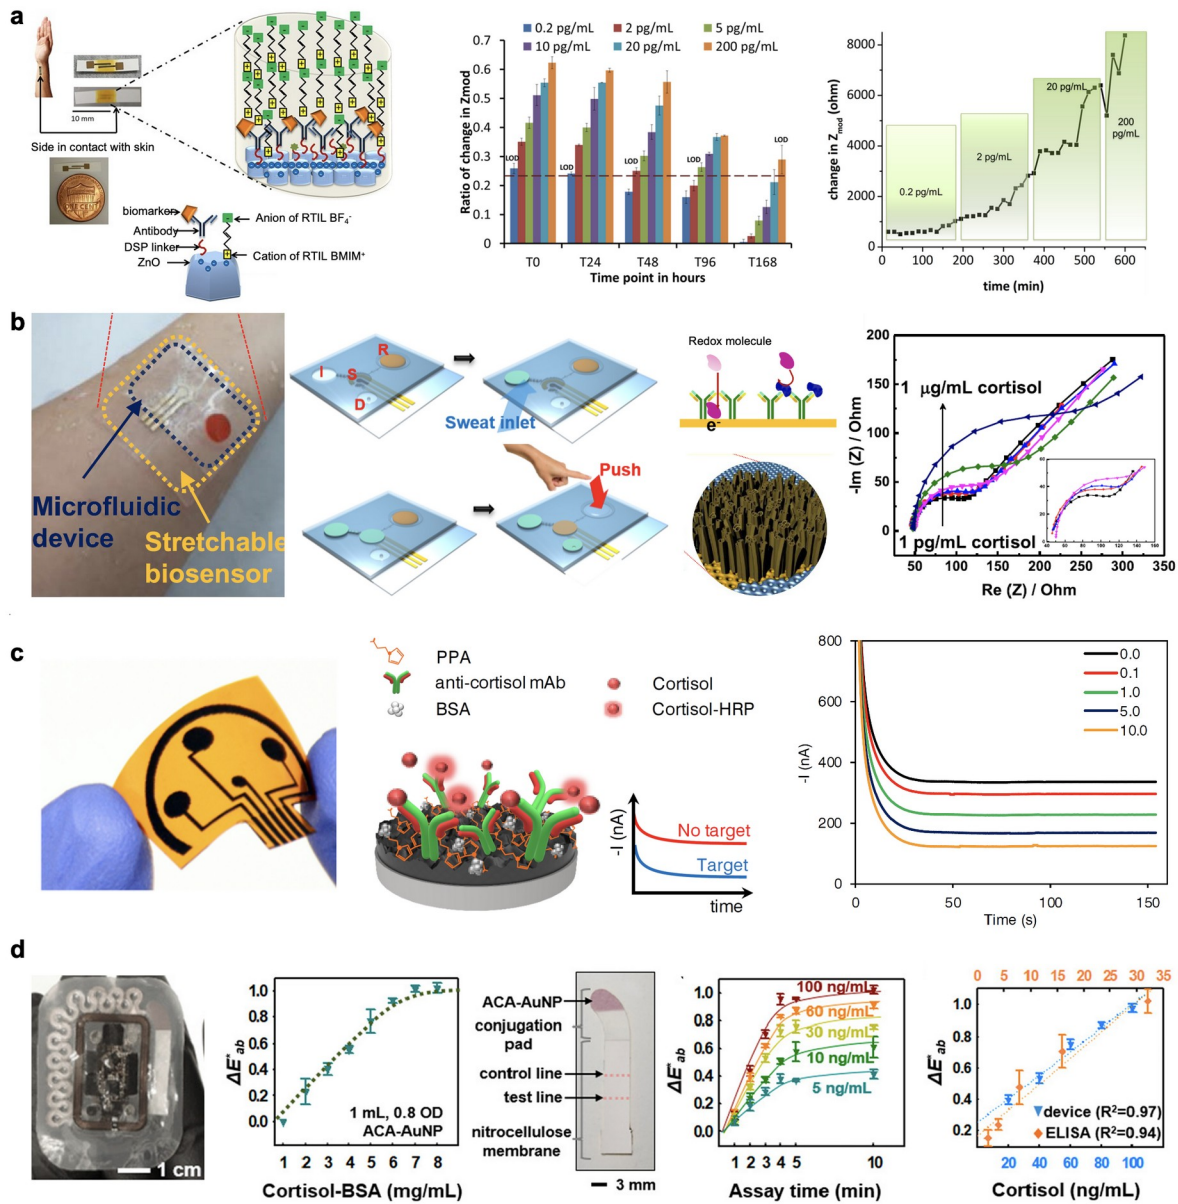 a
10 mm
Side in contact with skin
biomarker
Antibody
DSP linker
ZnO
Anion of RTIL BF4-
Cation of RTIL BMIM+
0.2 pg/mL 2 pg/mL 5 pg/mL
10 pg/mL 20 pg/mL 200 pg/mL
Ratio of change in Zmod
0.7
0.6
0.5
0.4
0.3
0.2
0.1
0
LOD LOD LOD LOD LOD
T0 T24 T48 T96 T168
Time point in hours
change in Zmod (ohm)
8000
6000
4000
2000
0
0.2 pg/mL
2 pg/mL
20 pg/mL
200
pg/mL
0 100 200 300 400 500 600
time (min)
b
Microfluidic
device
Stretchable
biosensor
I S R
D
Sweat inlet
Push
Redox molecule
e-
-Im (Z) / Ohm
200
150
100
50
0
1 μg/mL cortisol
1 pg/mL cortisol
60
40
20
0
40 60 80 100 120 140 160
50 100 150 200 250 300 350
Re (Z) / Ohm
c
PPA
anti-cortisol mAb
BSA
Cortisol
Cortisol-HRP
-I (nA)
No target
Target
time
-I (nA)
800
600
400
200
0
0.0
0.1
1.0
5.0
10.0
0 50 100 150
Time (s)
d
1 cm
ΔE*ab
1.0
0.8
0.6
0.4
0.2
0.0
1 mL, 0.8 OD
ACA-AuNP
1 2 3 4 5 6 7 8
Cortisol-BSA (mg/mL)
ACA-AuNP
conjugation
pad
control line
test line
nitrocellulose
membrane
3 mm
ΔE*ab
1.0
0.8
0.6
0.4
0.2
0.0
100 ng/mL
60 ng/mL
30 ng/mL
10 ng/mL
5 ng/mL
1 2 3 4 5 10
Assay time (min)
0 5 10 15 20 25 30 35
ΔE*ab
1.0
0.8
0.6
0.4
0.2
device (R2=0.97)
ELISA (R2=0.94)
20 40 60 80 100
Cortisol (ng/mL)